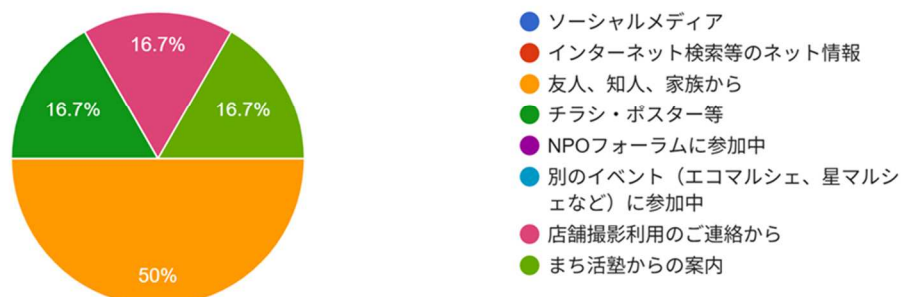 16.7%
16.7%
16.7%
50%
ソーシャルメディア
インターネット検索等のネット情報
友人、知人、家族から
チラシ・ポスター等
NPOフォーラムに参加中
別のイベント（エコマルシェ、星マルシ
ェなど）に参加中
店舗撮影利用のご連絡から
まち活塾からの案内